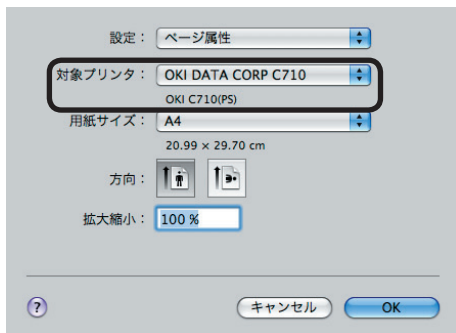 設定： ページ属性
対象プリンタ： OKI DATA CORP C710
OKI C710(PS)
用紙サイズ： A4
20.99 × 29.70 cm
方向：
拡大縮小： 100 %
? キャンセル OK